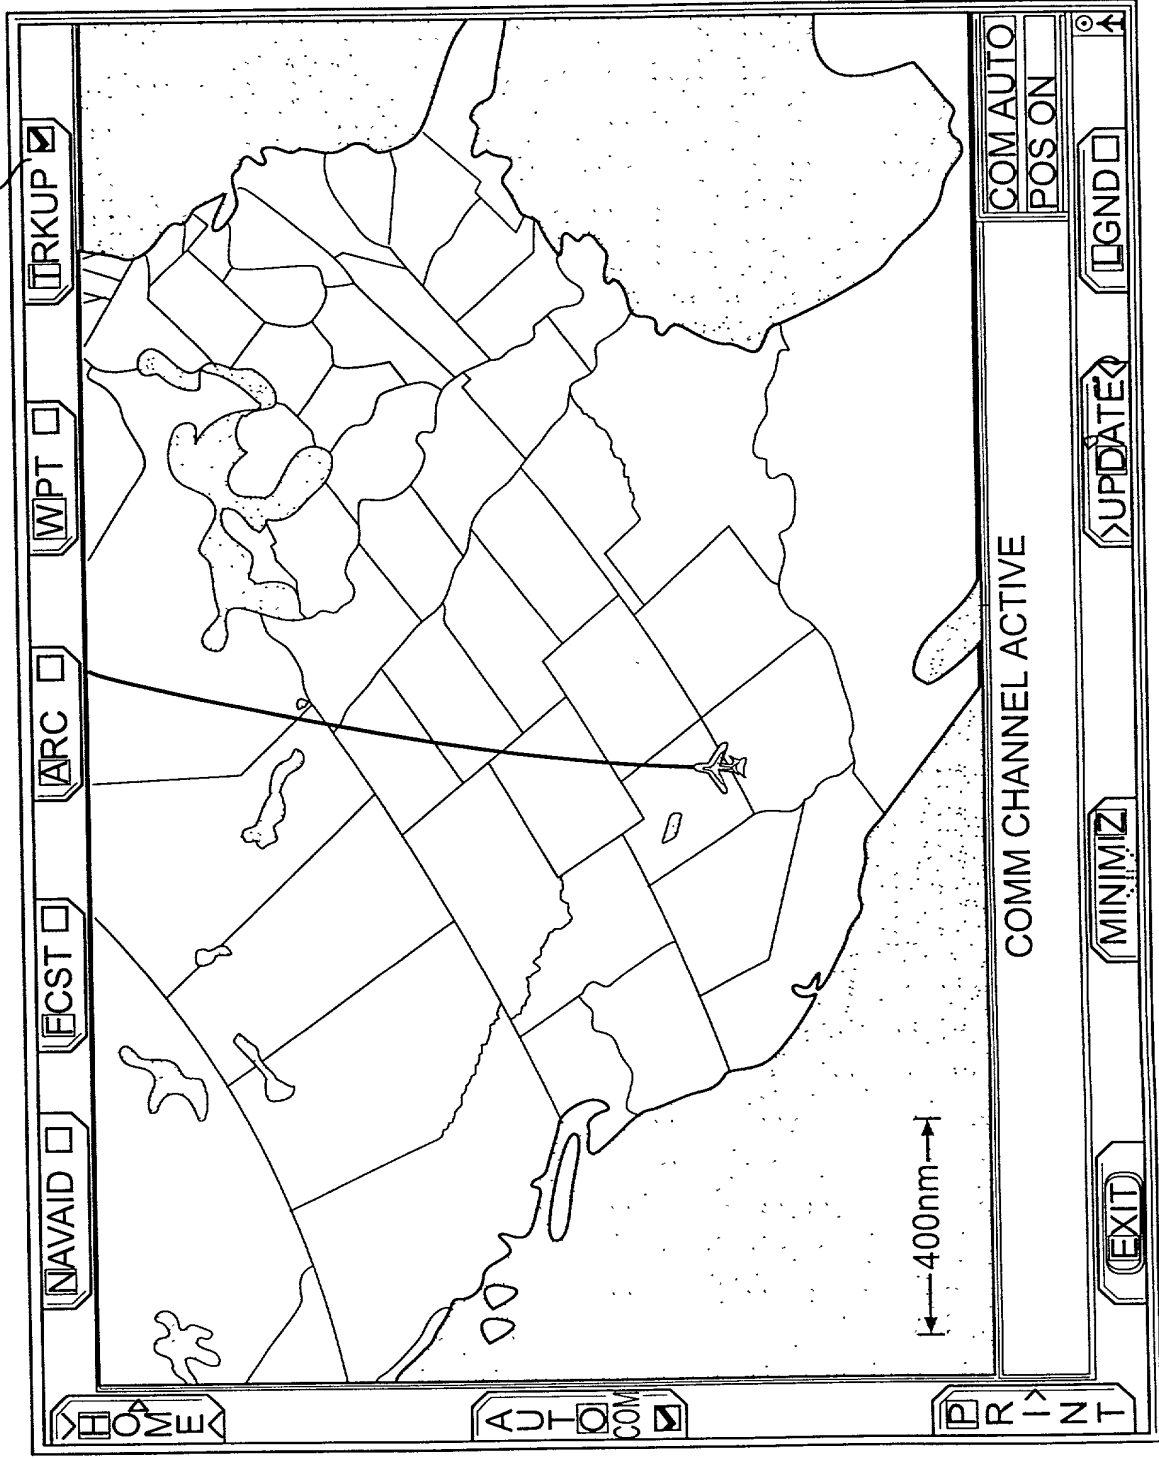 NAVAID
FCST
ARC
WPT
TRKUP
>HOME<
AUTO
COM
PRINT
400nm
COMM CHANNEL ACTIVE
COM AUTO
POS ON
EXIT
MINIMIZ
>UPDATE<
LGND